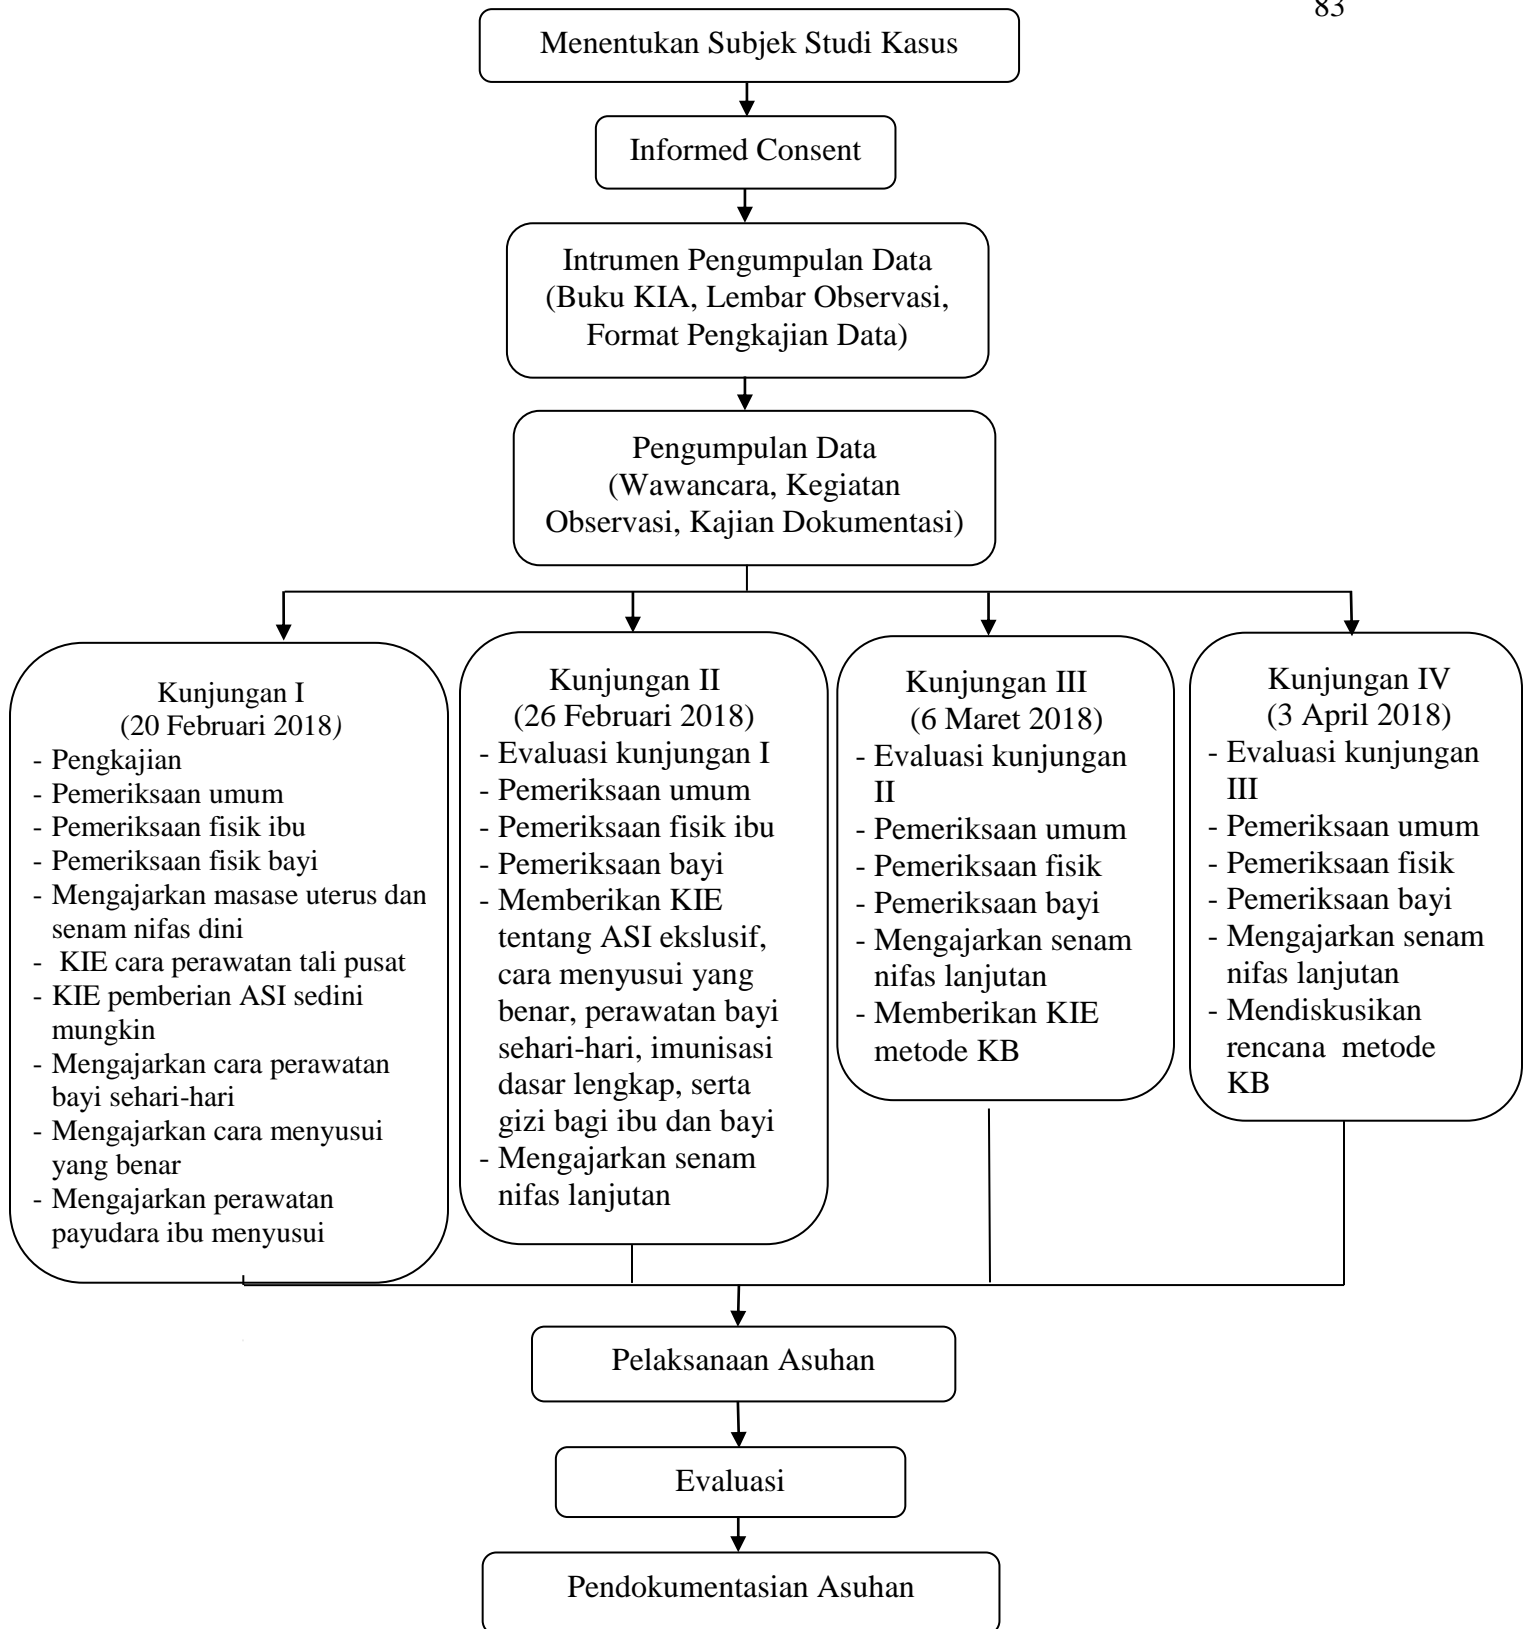 83
Menentukan Subjek Studi Kasus
Informed Consent
Intrumen Pengumpulan Data
(Buku KIA, Lembar Observasi,
Format Pengkajian Data)
Pengumpulan Data
(Wawancara, Kegiatan
Observasi, Kajian Dokumentasi)
Kunjungan I
(20 Februari 2018)
- Pengkajian
- Pemeriksaan umum
- Pemeriksaan fisik ibu
- Pemeriksaan fisik bayi
- Mengajarkan masase uterus dan
senam nifas dini
- KIE cara perawatan tali pusat
- KIE pemberian ASI sedini
mungkin
- Mengajarkan cara perawatan
bayi sehari-hari
- Mengajarkan cara menyusui
yang benar
- Mengajarkan perawatan
payudara ibu menyusui
Kunjungan II
(26 Februari 2018)
- Evaluasi kunjungan I
- Pemeriksaan umum
- Pemeriksaan fisik ibu
- Pemeriksaan bayi
- Memberikan KIE
tentang ASI ekslusif,
cara menyusui yang
benar, perawatan bayi
sehari-hari, imunisasi
dasar lengkap, serta
gizi bagi ibu dan bayi
- Mengajarkan senam
nifas lanjutan
Kunjungan III
(6 Maret 2018)
- Evaluasi kunjungan
II
- Pemeriksaan umum
- Pemeriksaan fisik
- Pemeriksaan bayi
- Mengajarkan senam
nifas lanjutan
- Memberikan KIE
metode KB
Kunjungan IV
(3 April 2018)
- Evaluasi kunjungan
III
- Pemeriksaan umum
- Pemeriksaan fisik
- Pemeriksaan bayi
- Mengajarkan senam
nifas lanjutan
- Mendiskusikan
rencana metode
KB
Pelaksanaan Asuhan
Evaluasi
Pendokumentasian Asuhan